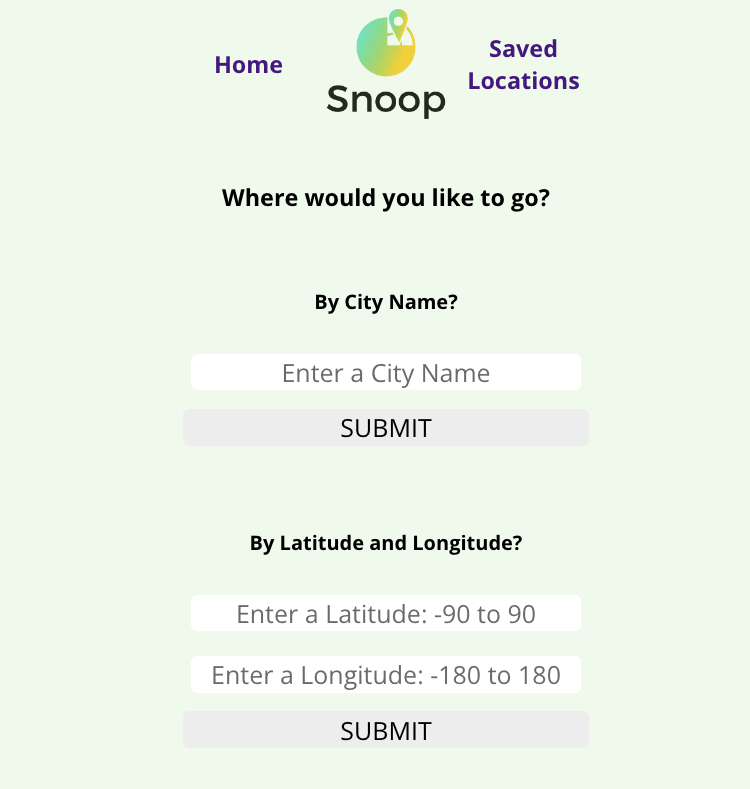 Home
Snoop
Saved
Locations
Where would you like to go?
By City Name?
Enter a City Name
SUBMIT
By Latitude and Longitude?
Enter a Latitude: -90 to 90
Enter a Longitude: -180 to 180
SUBMIT